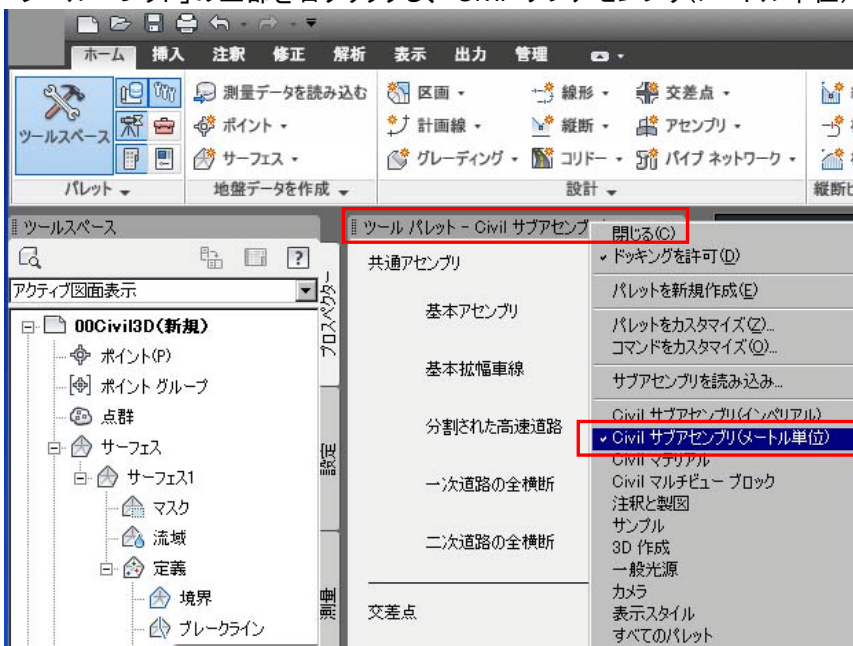 ホーム 挿入 注釈 修正 解析 表示 出力 管理
ツールスペース
測量データを読み込む
ポイント
サーフェス
区画
計画線
グレーディング
線形
縦断
コリドー
交差点
アセンブリ
パイプ ネットワーク
パレット
地盤データを作成
設計
ツールスペース
アクティブ図面表示
00Civil3D(新規)
ポイント(P)
ポイント グループ
点群
サーフェス
サーフェス1
マスク
流域
定義
境界
ブレークライン
プロスペクター
設定
測量
ツール パレット - Civil サブアセンブ
共通アセンブリ
基本アセンブリ
基本拡幅車線
分割された高速道路
一次道路の全横断
二次道路の全横断
交差点
閉じる(C)
ドッキングを許可(D)
パレットを新規作成(E)
パレットをカスタマイズ(Z)...
コマンドをカスタマイズ(O)...
サブアセンブリを読み込み...
Civil サブアセンブリ(インペリアル)
Civil サブアセンブリ(メートル単位)
Civil マテリアル
Civil マルチビュー ブロック
注釈と製図
サンプル
3D 作成
一般光源
カメラ
表示スタイル
すべてのパレット